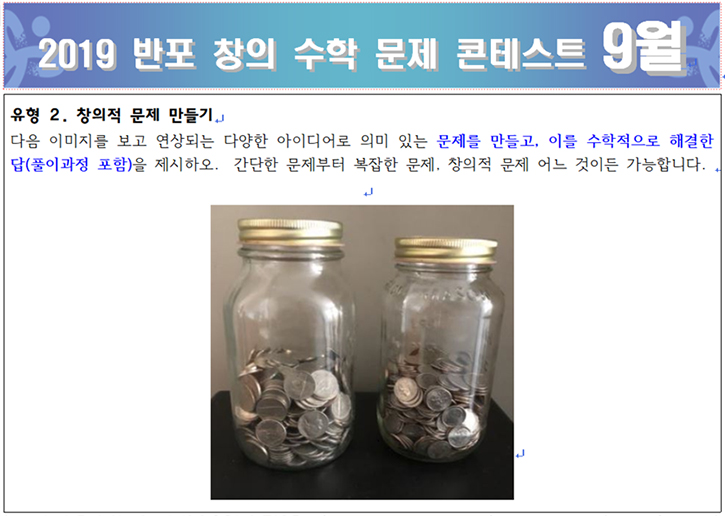 2019 반포 창의 수학 문제 콘테스트 9월
유형 2. 창의적 문제 만들기
다음 이미지를 보고 연상되는 다양한 아이디어로 의미 있는 문제를 만들고, 이를 수학적으로 해결한
답(풀이과정 포함)을 제시하오. 간단한 문제부터 복잡한 문제, 창의적 문제 어느 것이든 가능합니다.